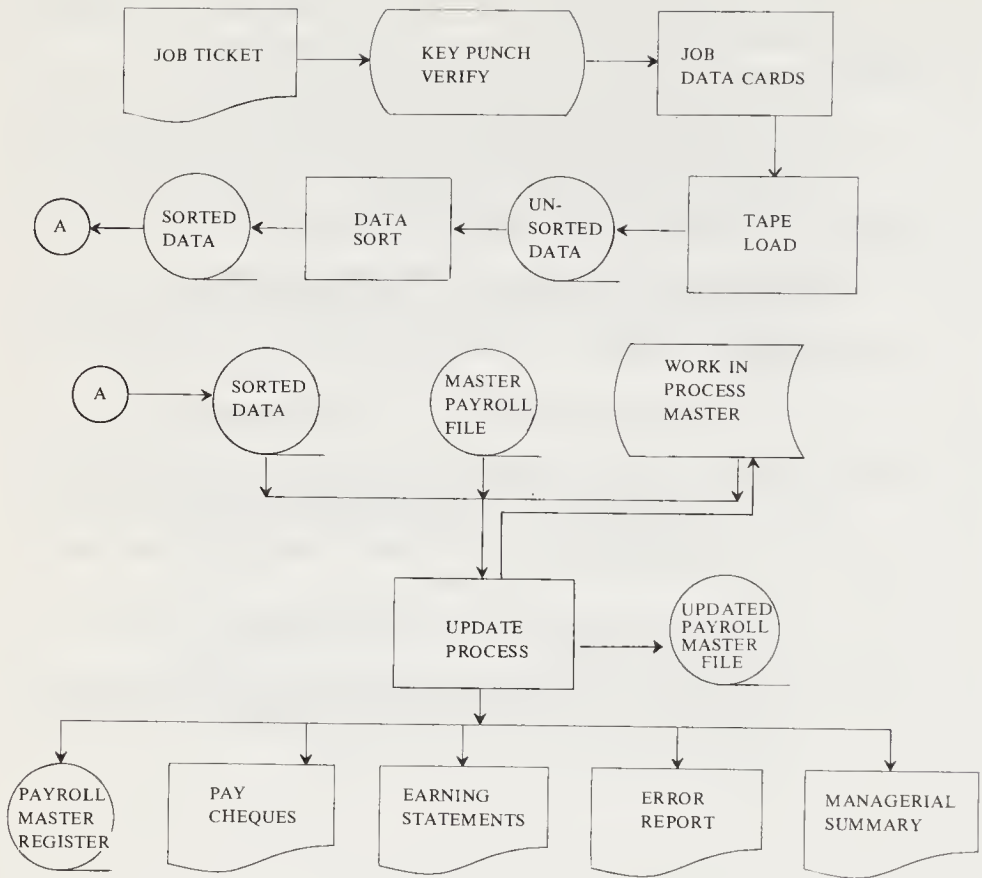 JOB TICKET
KEY PUNCH
VERIFY
JOB
DATA CARDS
A
SORTED
DATA
DATA
SORT
UN-
SORTED
DATA
TAPE
LOAD
A
SORTED
DATA
MASTER
PAYROLL
FILE
WORK IN
PROCESS
MASTER
UPDATE
PROCESS
UPDATED
PAYROLL
MASTER
FILE
PAYROLL
MASTER
REGISTER
PAY
CHEQUES
EARNING
STATEMENTS
ERROR
REPORT
MANAGERIAL
SUMMARY